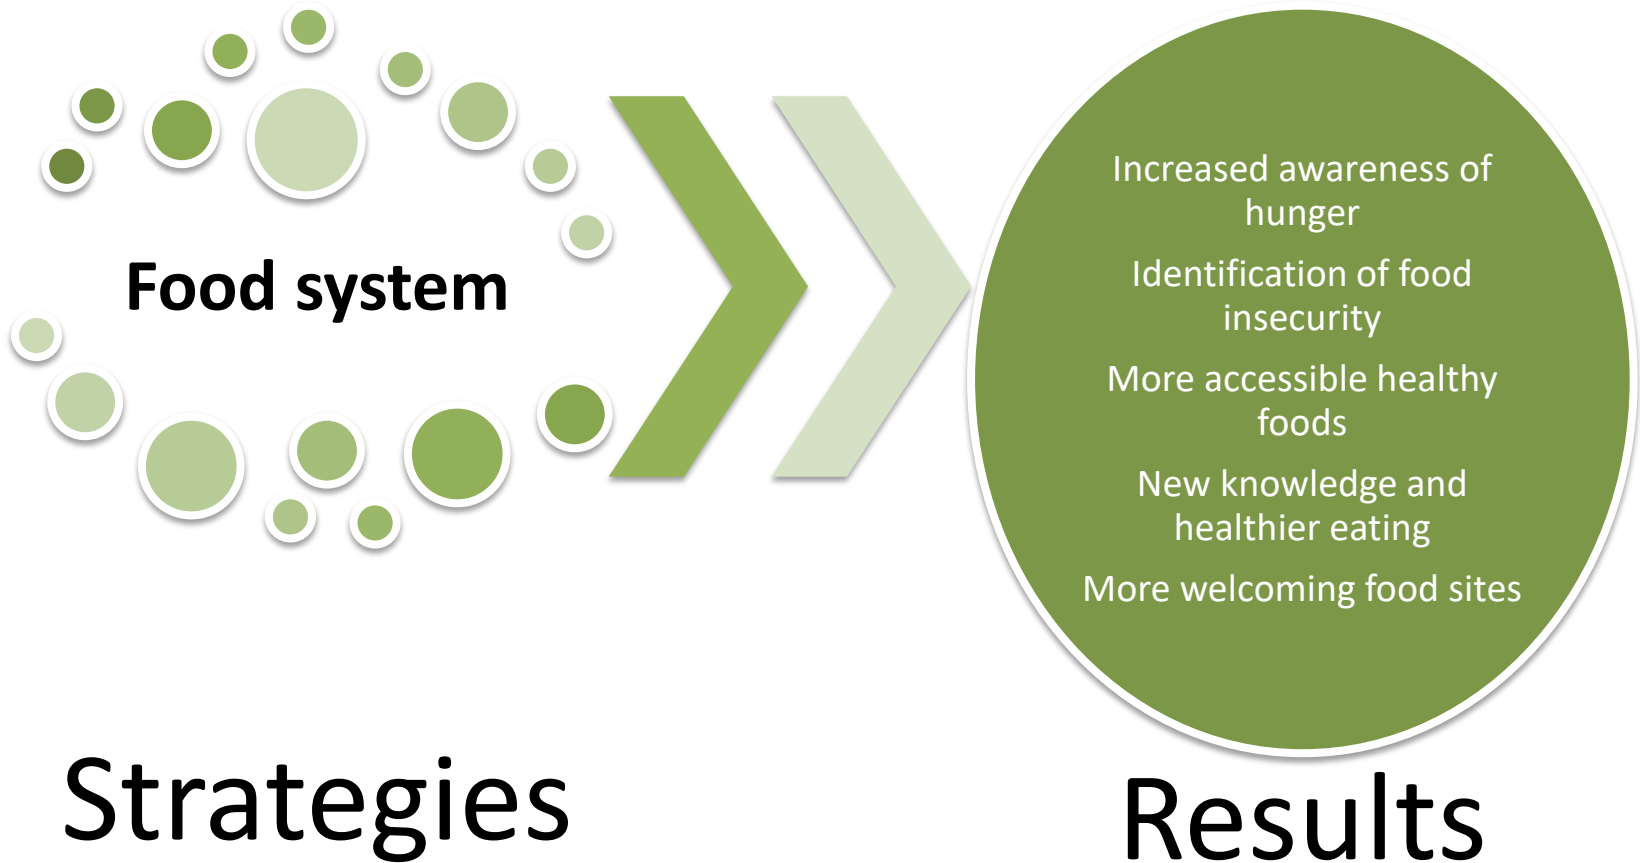 Food system
Increased awareness of
hunger
Identification of food
insecurity
More accessible healthy
foods
New knowledge and
healthier eating
More welcoming food sites
Strategies
Results